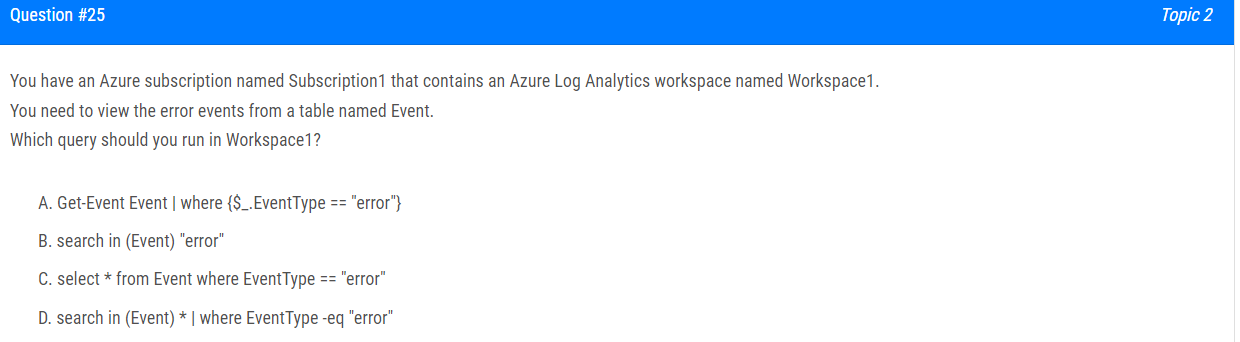 Question #25
Topic 2
You have an Azure subscription named Subscription1 that contains an Azure Log Analytics workspace named Workspace1.
You need to view the error events from a table named Event.
Which query should you run in Workspace1?
A. Get-Event Event | where {$_.EventType == "error"}
B. search in (Event) "error"
C. select * from Event where EventType == "error"
D. search in (Event) * | where EventType -eq "error"